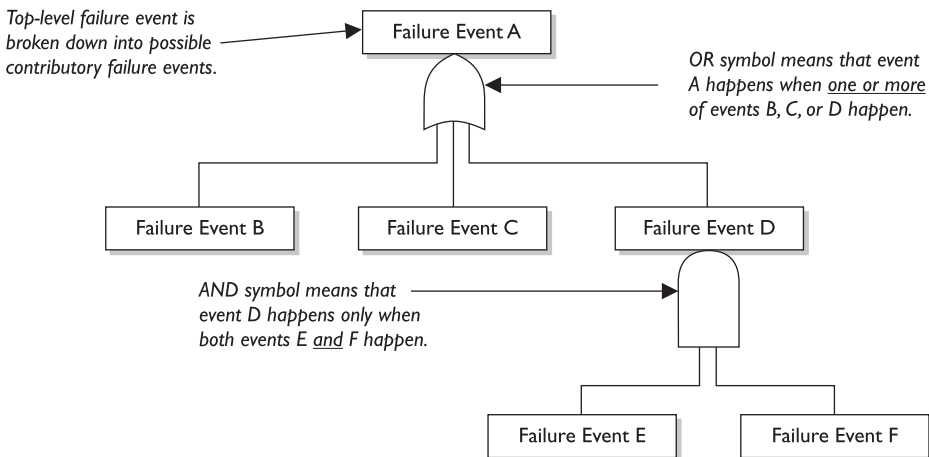 Top-level failure event is
broken down into possible
contributory failure events.
Failure Event A
OR symbol means that event
A happens when one or more
of events B, C, or D happen.
Failure Event B
Failure Event C
Failure Event D
AND symbol means that
event D happens only when
both events E and F happen.
Failure Event E
Failure Event F